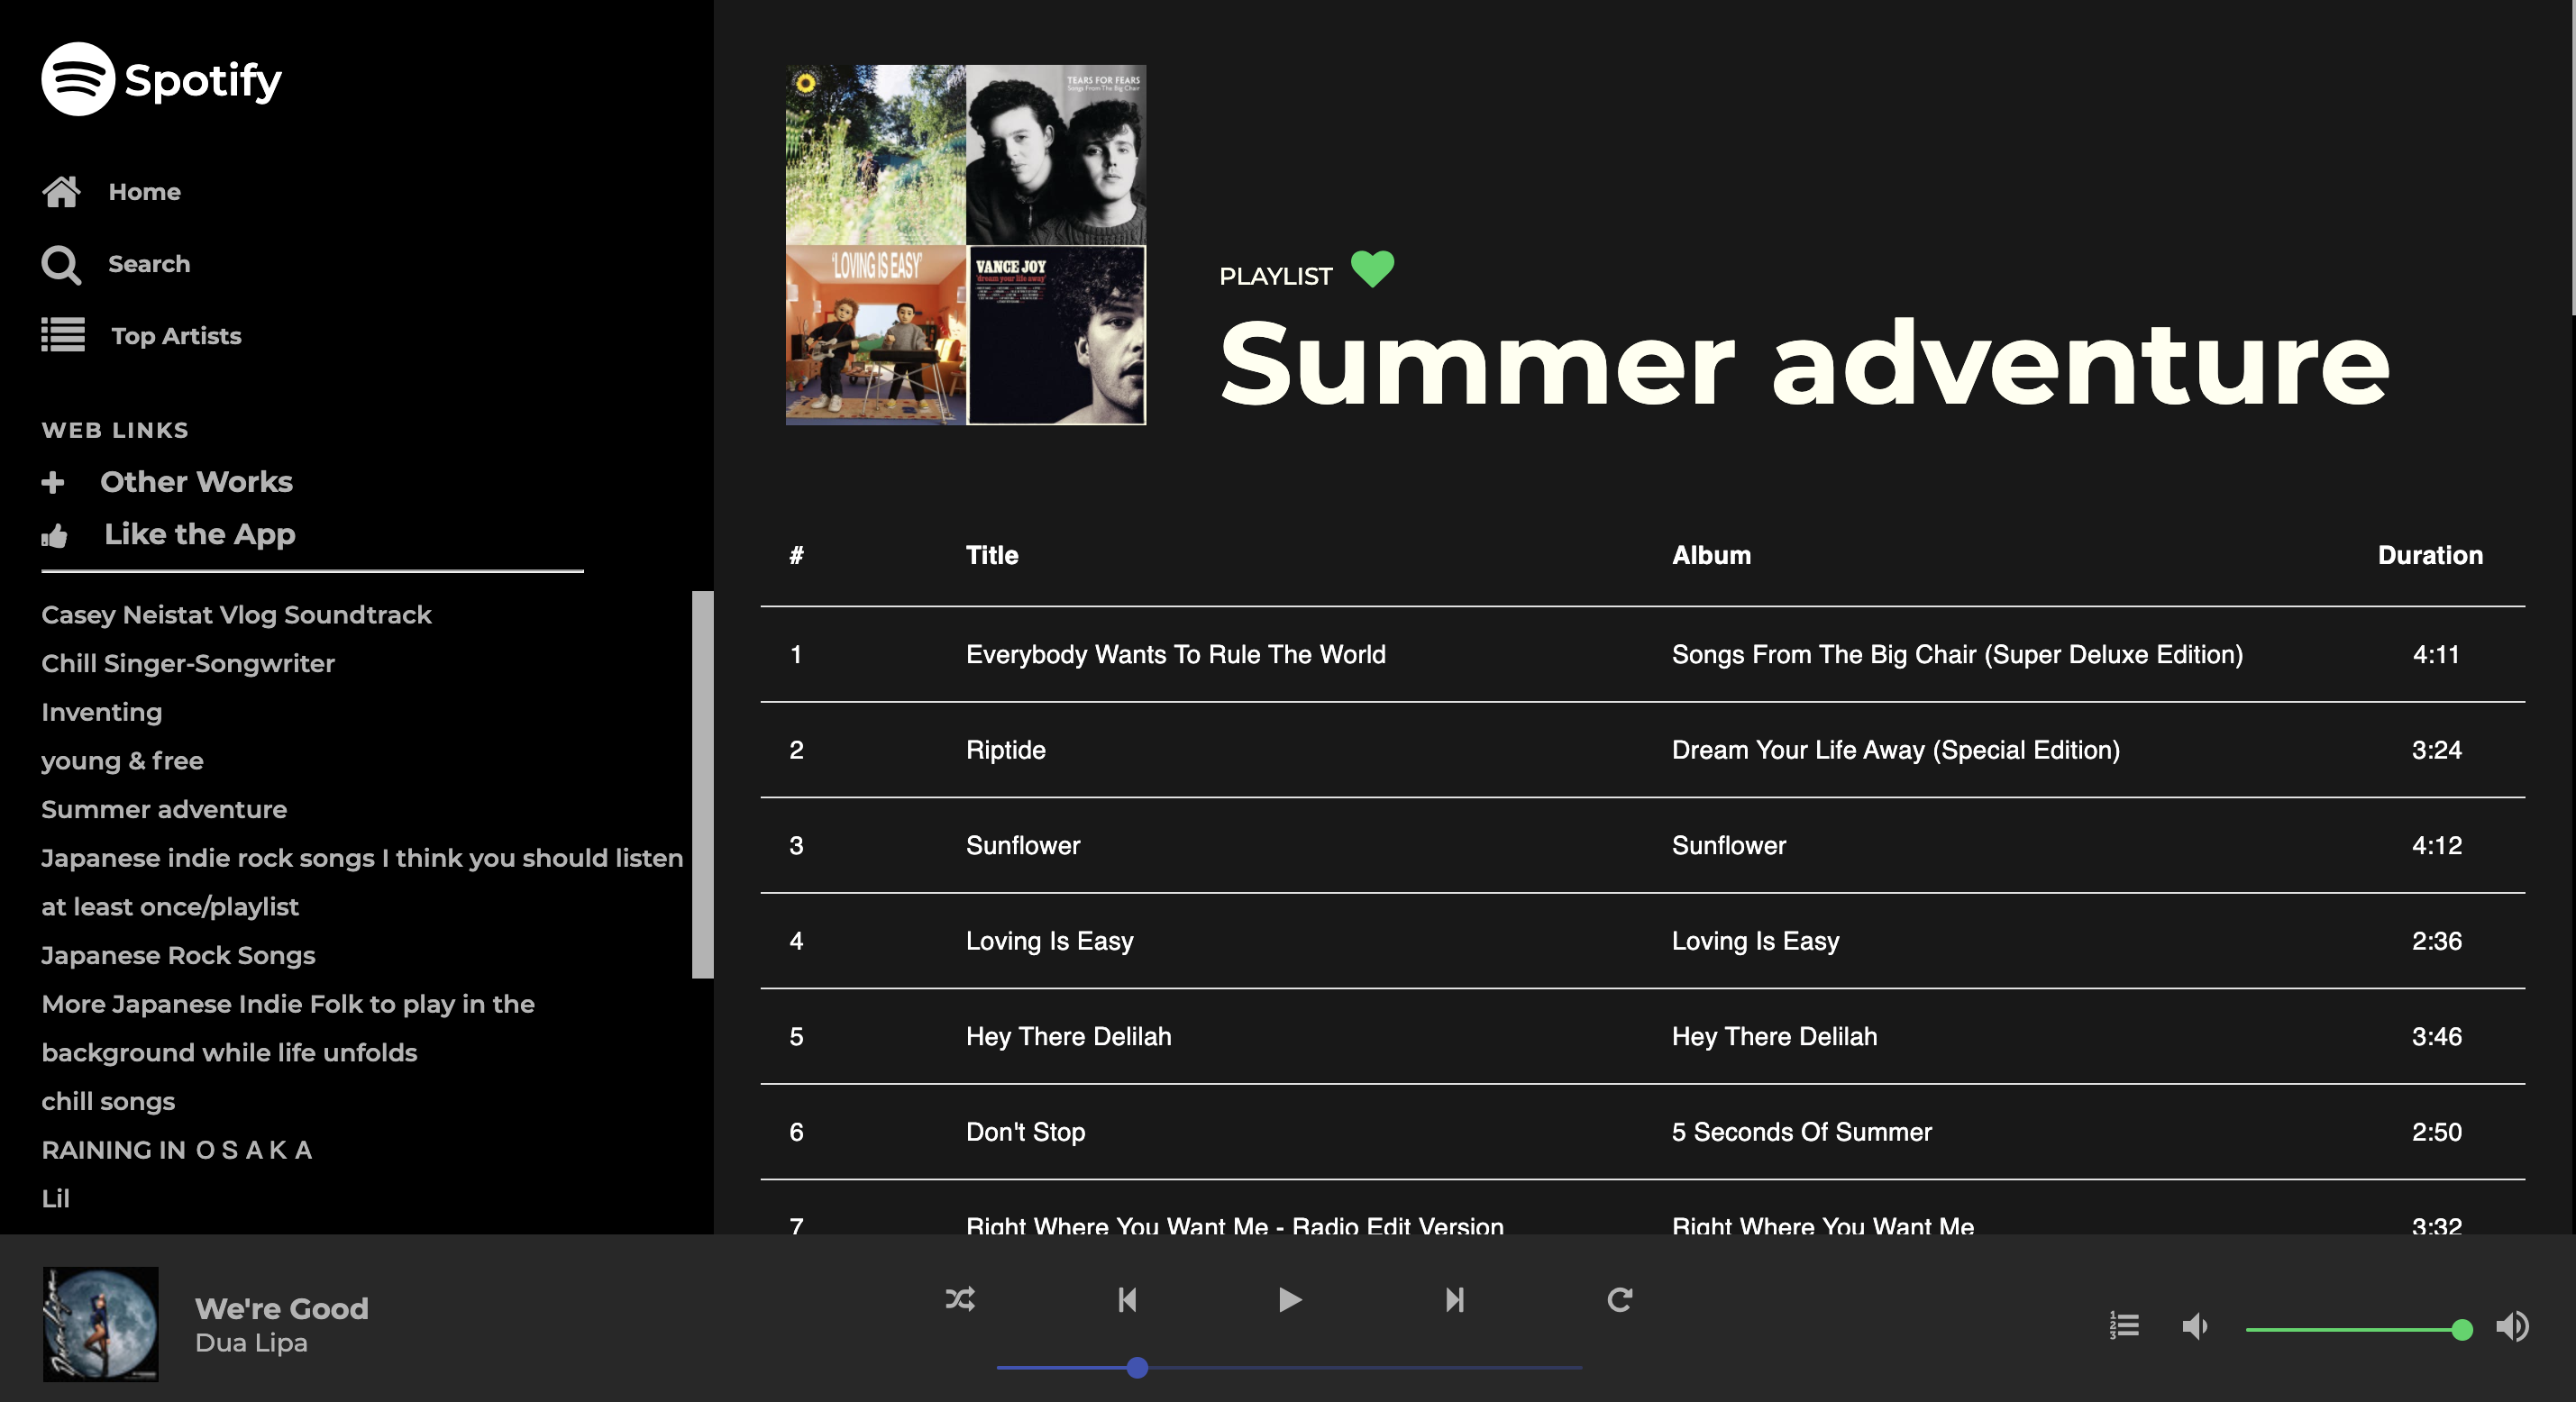 Spotify
Home
Search
Top Artists
WEB LINKS
Other Works
Like the App
Casey Neistat Vlog Soundtrack
Chill Singer-Songwriter
Inventing
young & free
Summer adventure
Japanese indie rock songs I think you should listen
at least once/playlist
Japanese Rock Songs
More Japanese Indie Folk to play in the
background while life unfolds
chill songs
RAINING IN O S A K A
Lil
TEARS FOR FEARS
Songs From The Big Chair
'LOVING IS EASY'
VANCE JOY
'dream your life away'
PLAYLIST
Summer adventure
# Title Album Duration
1 Everybody Wants To Rule The World Songs From The Big Chair (Super Deluxe Edition) 4:11
2 Riptide Dream Your Life Away (Special Edition) 3:24
3 Sunflower Sunflower 4:12
4 Loving Is Easy Loving Is Easy 2:36
5 Hey There Delilah Hey There Delilah 3:46
6 Don't Stop 5 Seconds Of Summer 2:50
7 Right Where You Want Me - Radio Edit Version Right Where You Want Me 3:32
Dua Lipa
We're Good
Dua Lipa